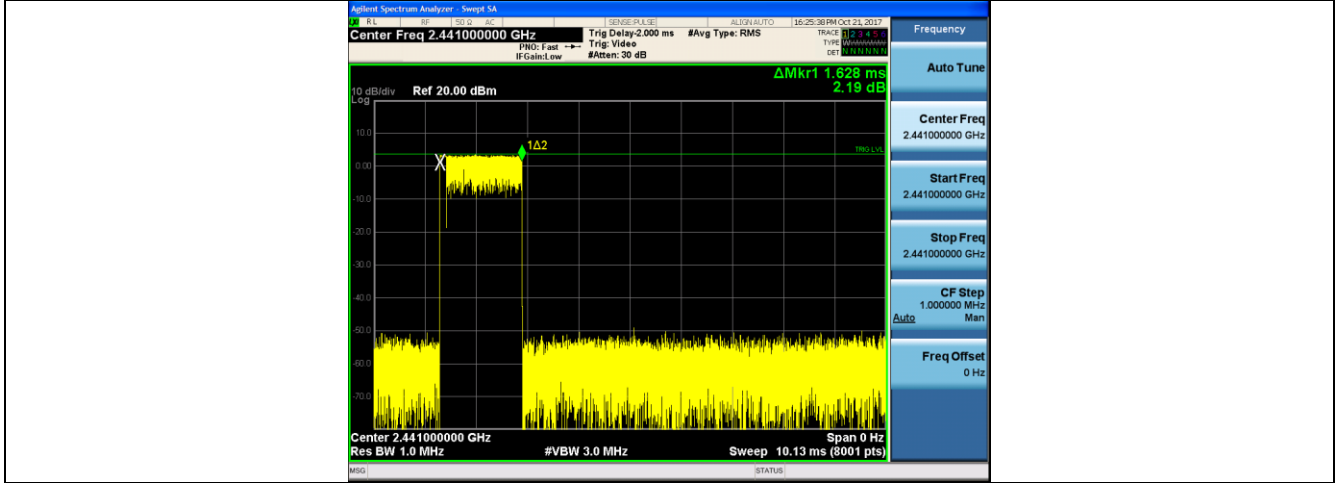 Agilent Spectrum Analyzer - Swept SA
RL RF 50 Ω AC SENSE:PULSE ALIGN AUTO 16:25:38 PM Oct 21, 2017
Center Freq 2.441000000 GHz
PNO: Fast
IFGain:Low
Trig Delay-2.000 ms
Trig: Video
#Atten: 30 dB
#Avg Type: RMS
TRACE 1 2 3 4 5 6
TYPE
DET N N N N N N
Frequency
ΔMkr1 1.628 ms
2.19 dB
10 dB/div Ref 20.00 dBm
Log
10.0
0.00
-10.0
-20.0
-30.0
-40.0
-50.0
-60.0
-70.0
X
1Δ2
TRIG LVL
Center 2.441000000 GHz Span 0 Hz
Res BW 1.0 MHz #VBW 3.0 MHz Sweep 10.13 ms (8001 pts)
Auto Tune
Center Freq
2.441000000 GHz
Start Freq
2.441000000 GHz
Stop Freq
2.441000000 GHz
CF Step
1.000000 MHz
Auto Man
Freq Offset
0 Hz
MSG STATUS